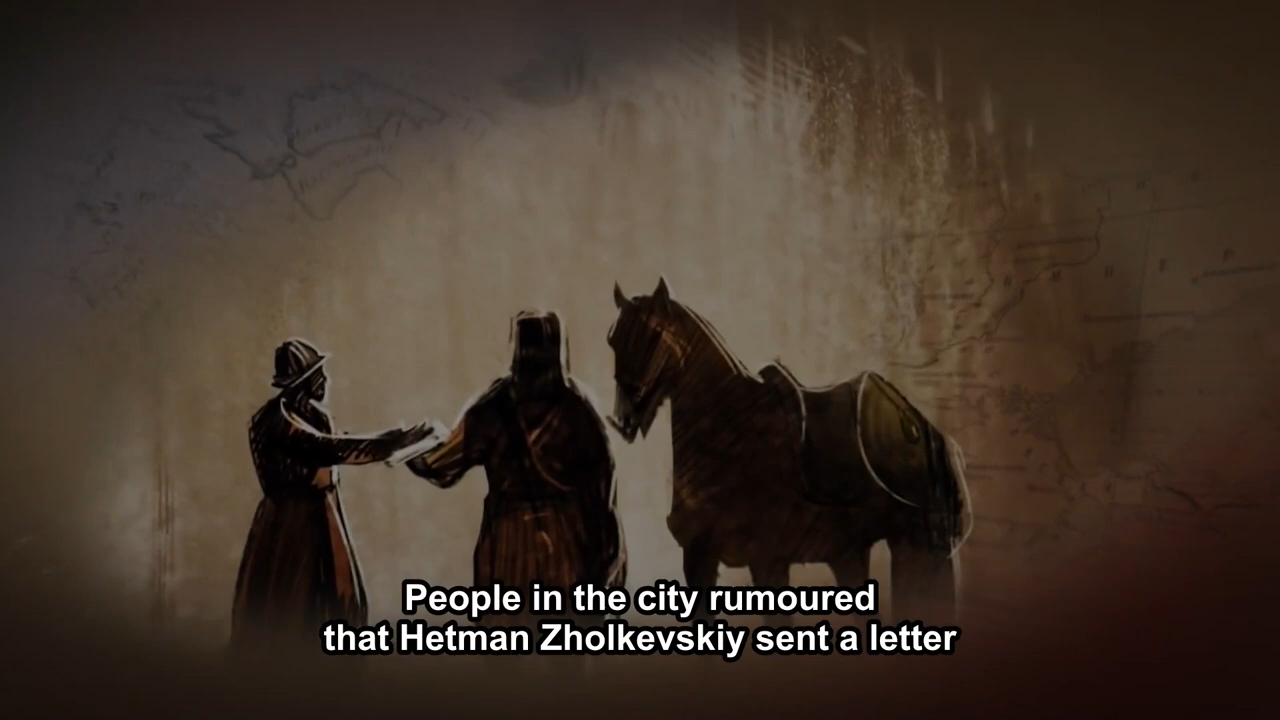 People in the city rumoured
that Hetman Zholkevskiy sent a letter